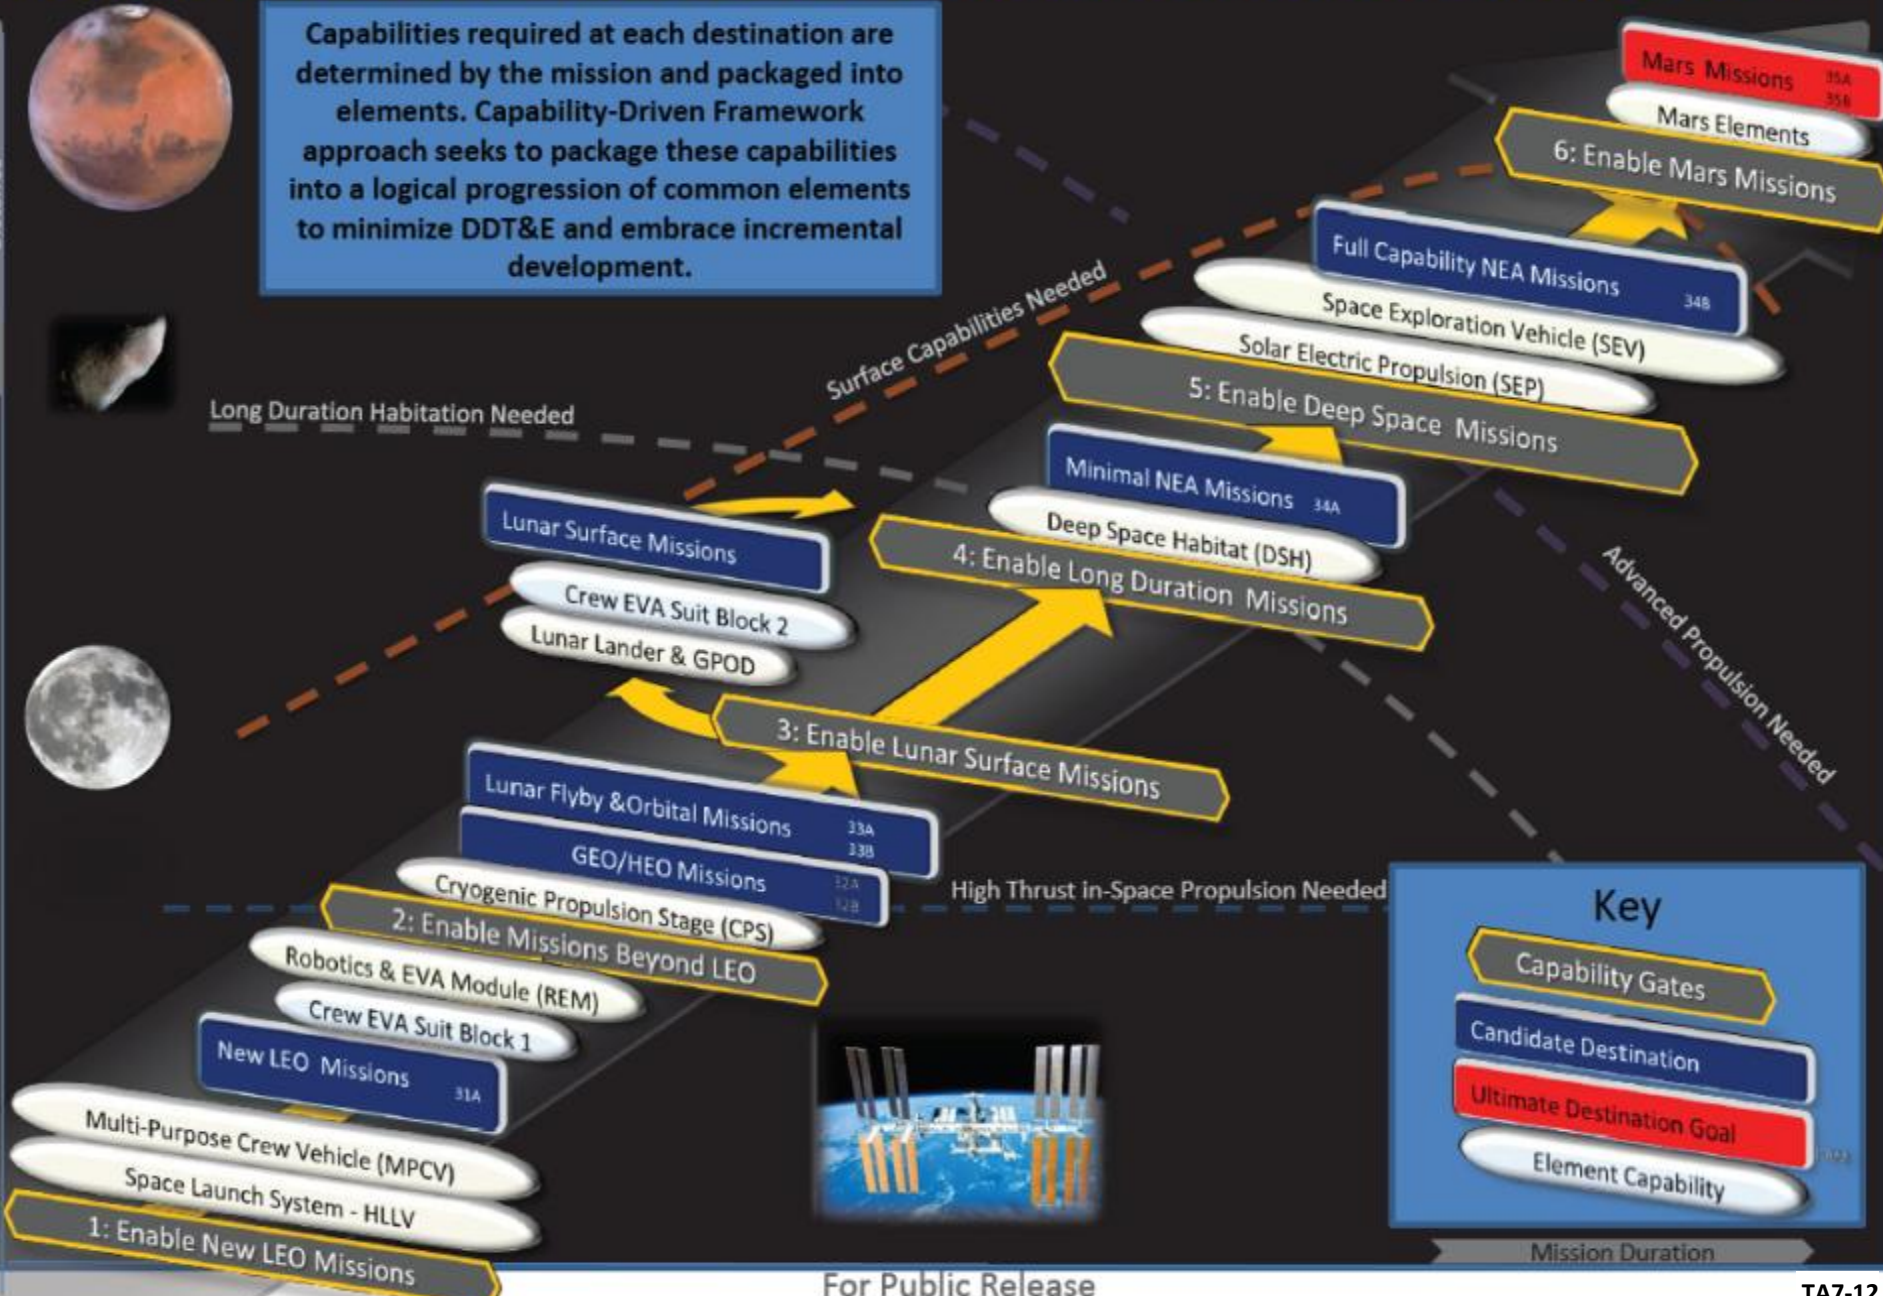 Capabilities required at each destination are
determined by the mission and packaged into
elements. Capability-Driven Framework
approach seeks to package these capabilities
into a logical progression of common elements
to minimize DDT&E and embrace incremental
development.
Mars Missions 35A
35B
Mars Elements
6: Enable Mars Missions
Full Capability NEA Missions 34B
Space Exploration Vehicle (SEV)
Solar Electric Propulsion (SEP)
5: Enable Deep Space Missions
Surface Capabilities Needed
Long Duration Habitation Needed
Minimal NEA Missions 34A
Deep Space Habitat (DSH)
4: Enable Long Duration Missions
Lunar Surface Missions
Crew EVA Suit Block 2
Lunar Lander & GPOD
Advanced Propulsion Needed
3: Enable Lunar Surface Missions
Lunar Flyby &Orbital Missions 33A
33B
GEO/HEO Missions 32A
32B
Cryogenic Propulsion Stage (CPS)
High Thrust in-Space Propulsion Needed
2: Enable Missions Beyond LEO
Robotics & EVA Module (REM)
Crew EVA Suit Block 1
New LEO Missions 31A
Multi-Purpose Crew Vehicle (MPCV)
Space Launch System - HLLV
1: Enable New LEO Missions
Key
Capability Gates
Candidate Destination
Ultimate Destination Goal
Element Capability
Mission Duration
For Public Release
TA7-12